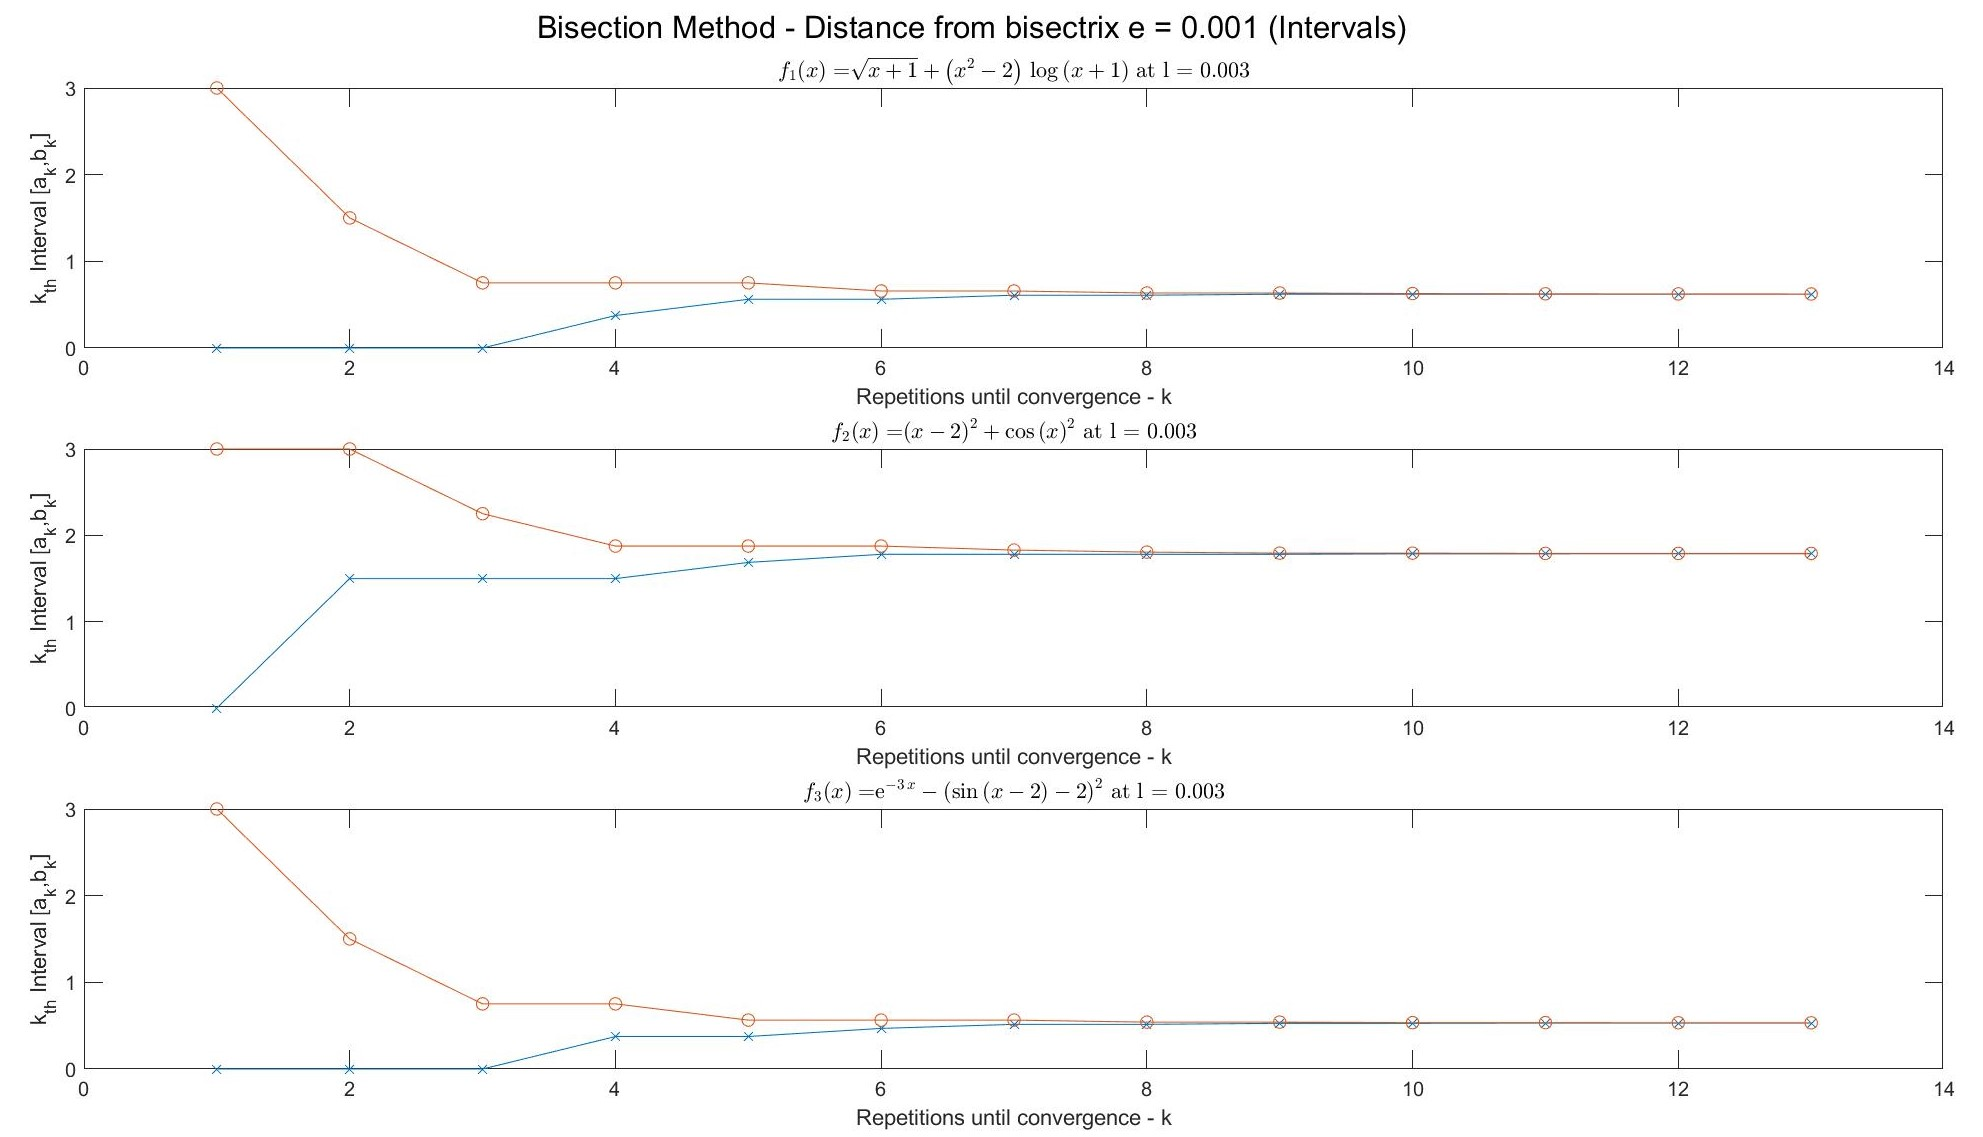 Bisection Method - Distance from bisectrix e = 0.001 (Intervals)
f₁(x) =√(x + 1) + (x² − 2) log (x + 1) at l = 0.003
3
2
1
0
k_th Interval [a_k,b_k]
0 2 4 6 8 10 12 14
Repetitions until convergence - k
f₂(x) =(x − 2)² + cos (x)² at l = 0.003
3
2
1
0
k_th Interval [a_k,b_k]
0 2 4 6 8 10 12 14
Repetitions until convergence - k
f₃(x) =e⁻³ˣ − (sin (x − 2) − 2)² at l = 0.003
3
2
1
0
k_th Interval [a_k,b_k]
0 2 4 6 8 10 12 14
Repetitions until convergence - k